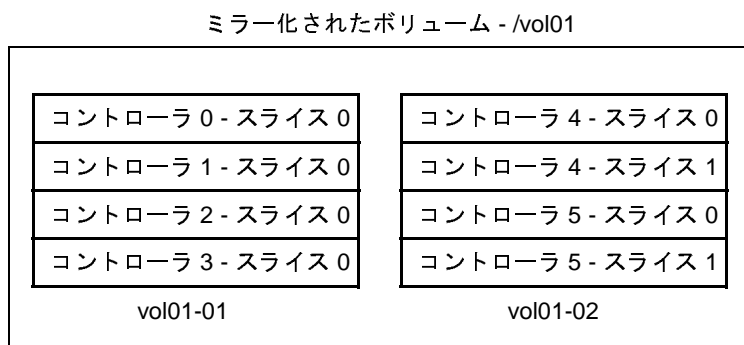 ミラー化されたボリューム - /vol01
コントローラ 0 - スライス 0
コントローラ 1 - スライス 0
コントローラ 2 - スライス 0
コントローラ 3 - スライス 0
vol01-01
コントローラ 4 - スライス 0
コントローラ 4 - スライス 1
コントローラ 5 - スライス 0
コントローラ 5 - スライス 1
vol01-02